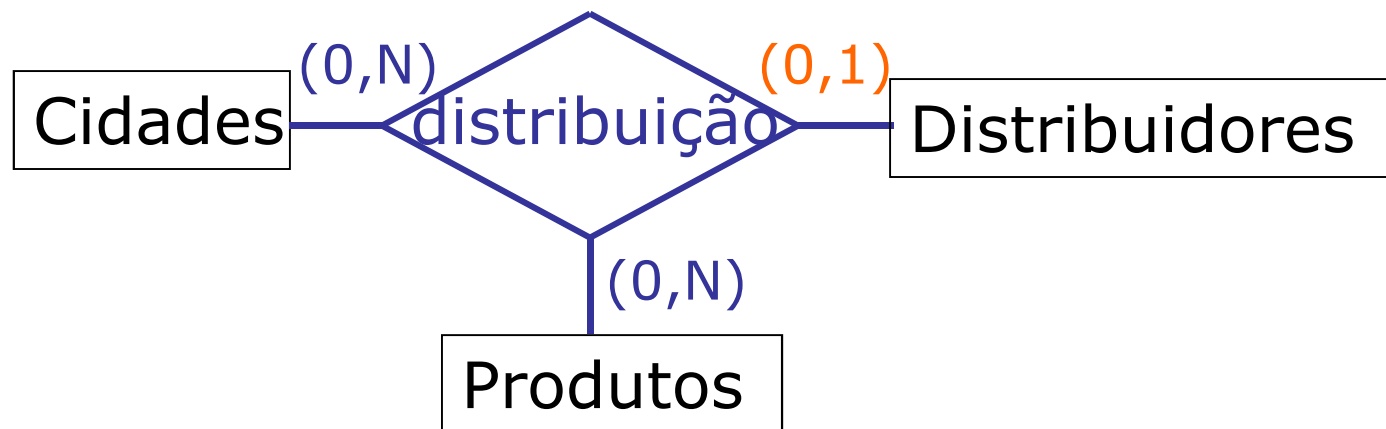 (0,N)
(0,1)
Cidades
distribuição
Distribuidores
(0,N)
Produtos